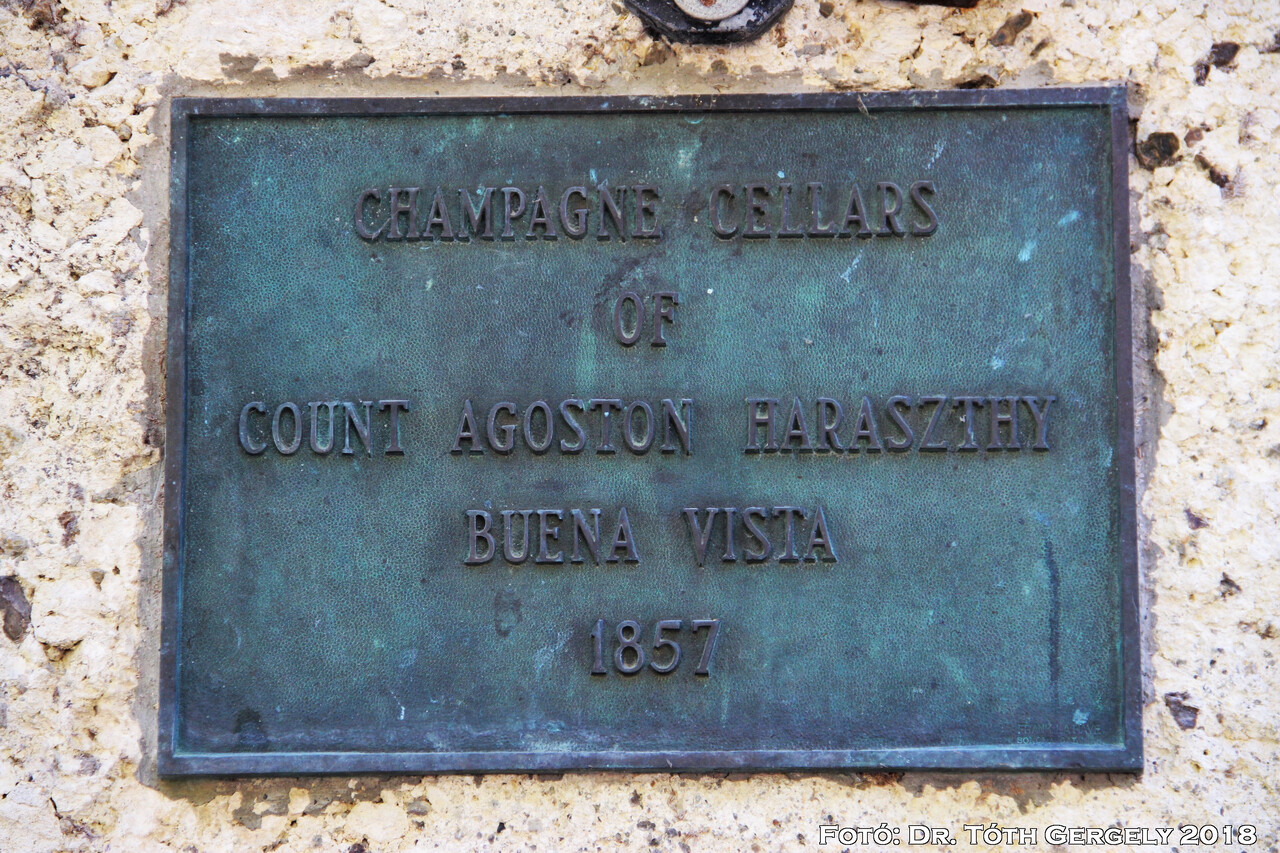 CHAMPAGNE CELLARS
OF
COUNT AGOSTON HARASZTHY
BUENA VISTA
1857
Fotó: Dr. Tóth Gergely 2018